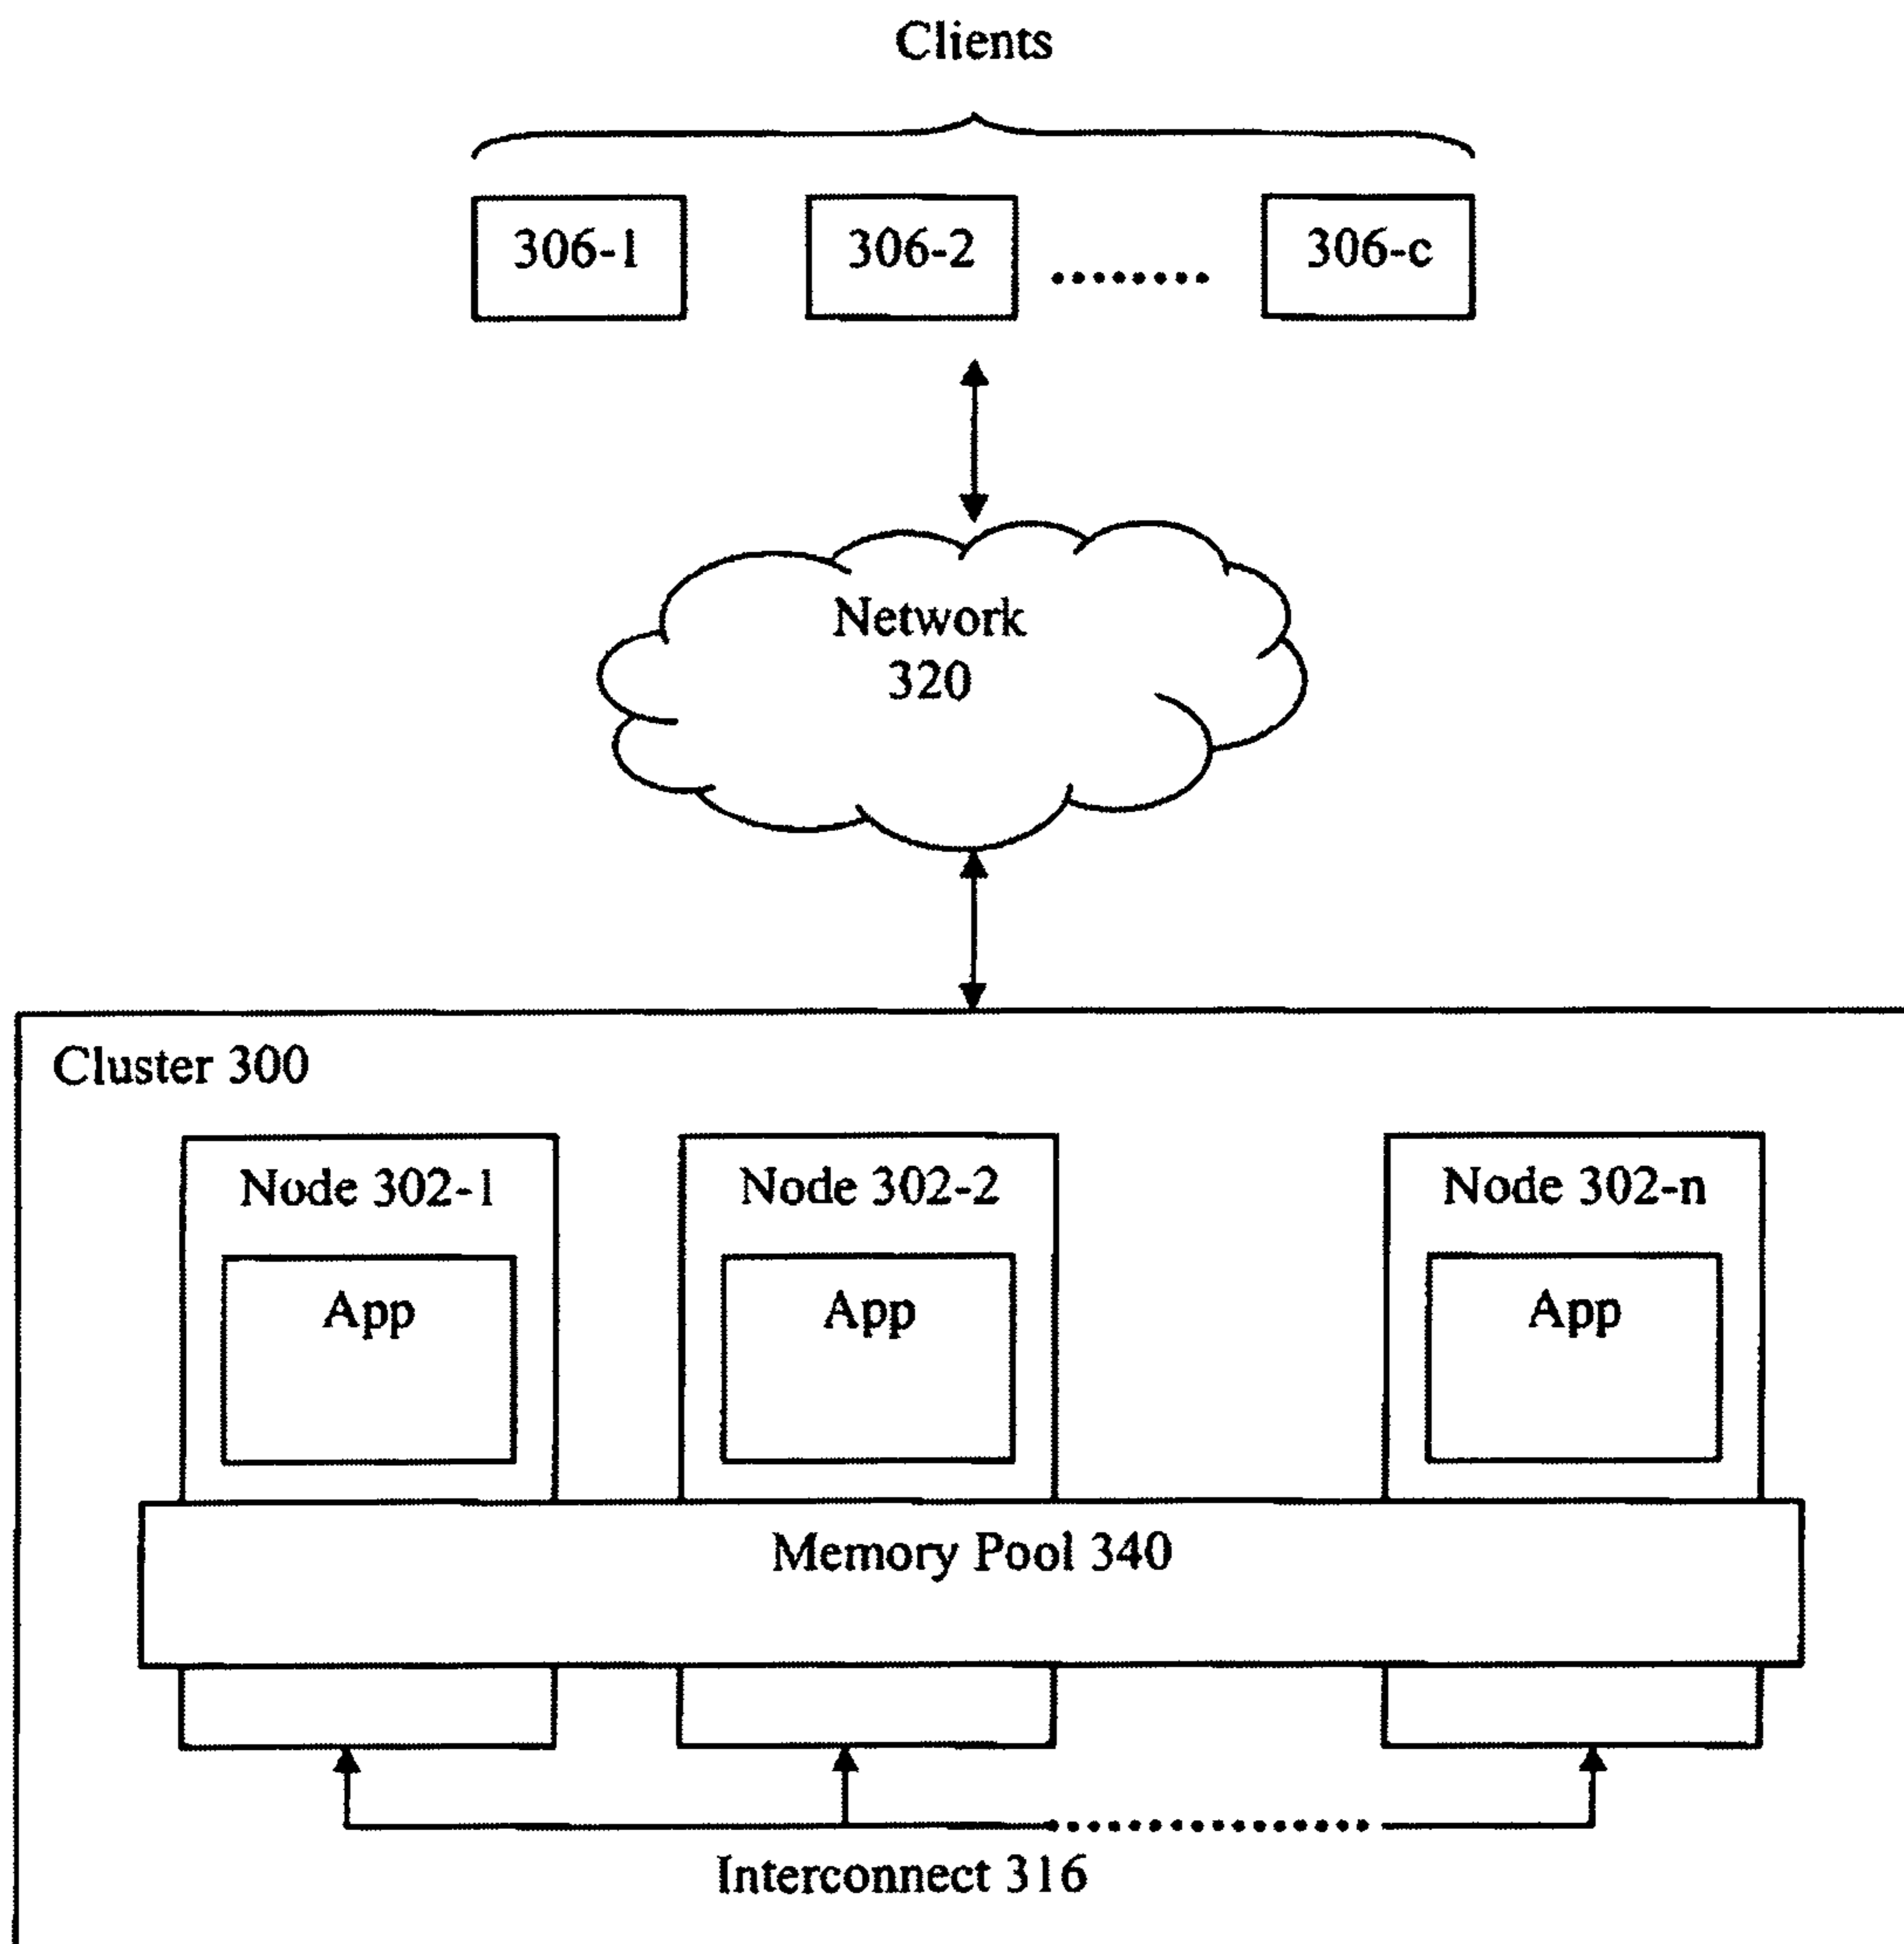 Clients
306-1 306-2 ........ 306-c
Network
320
Cluster 300
Node 302-1 Node 302-2 Node 302-n
App App App
Memory Pool 340
Interconnect 316